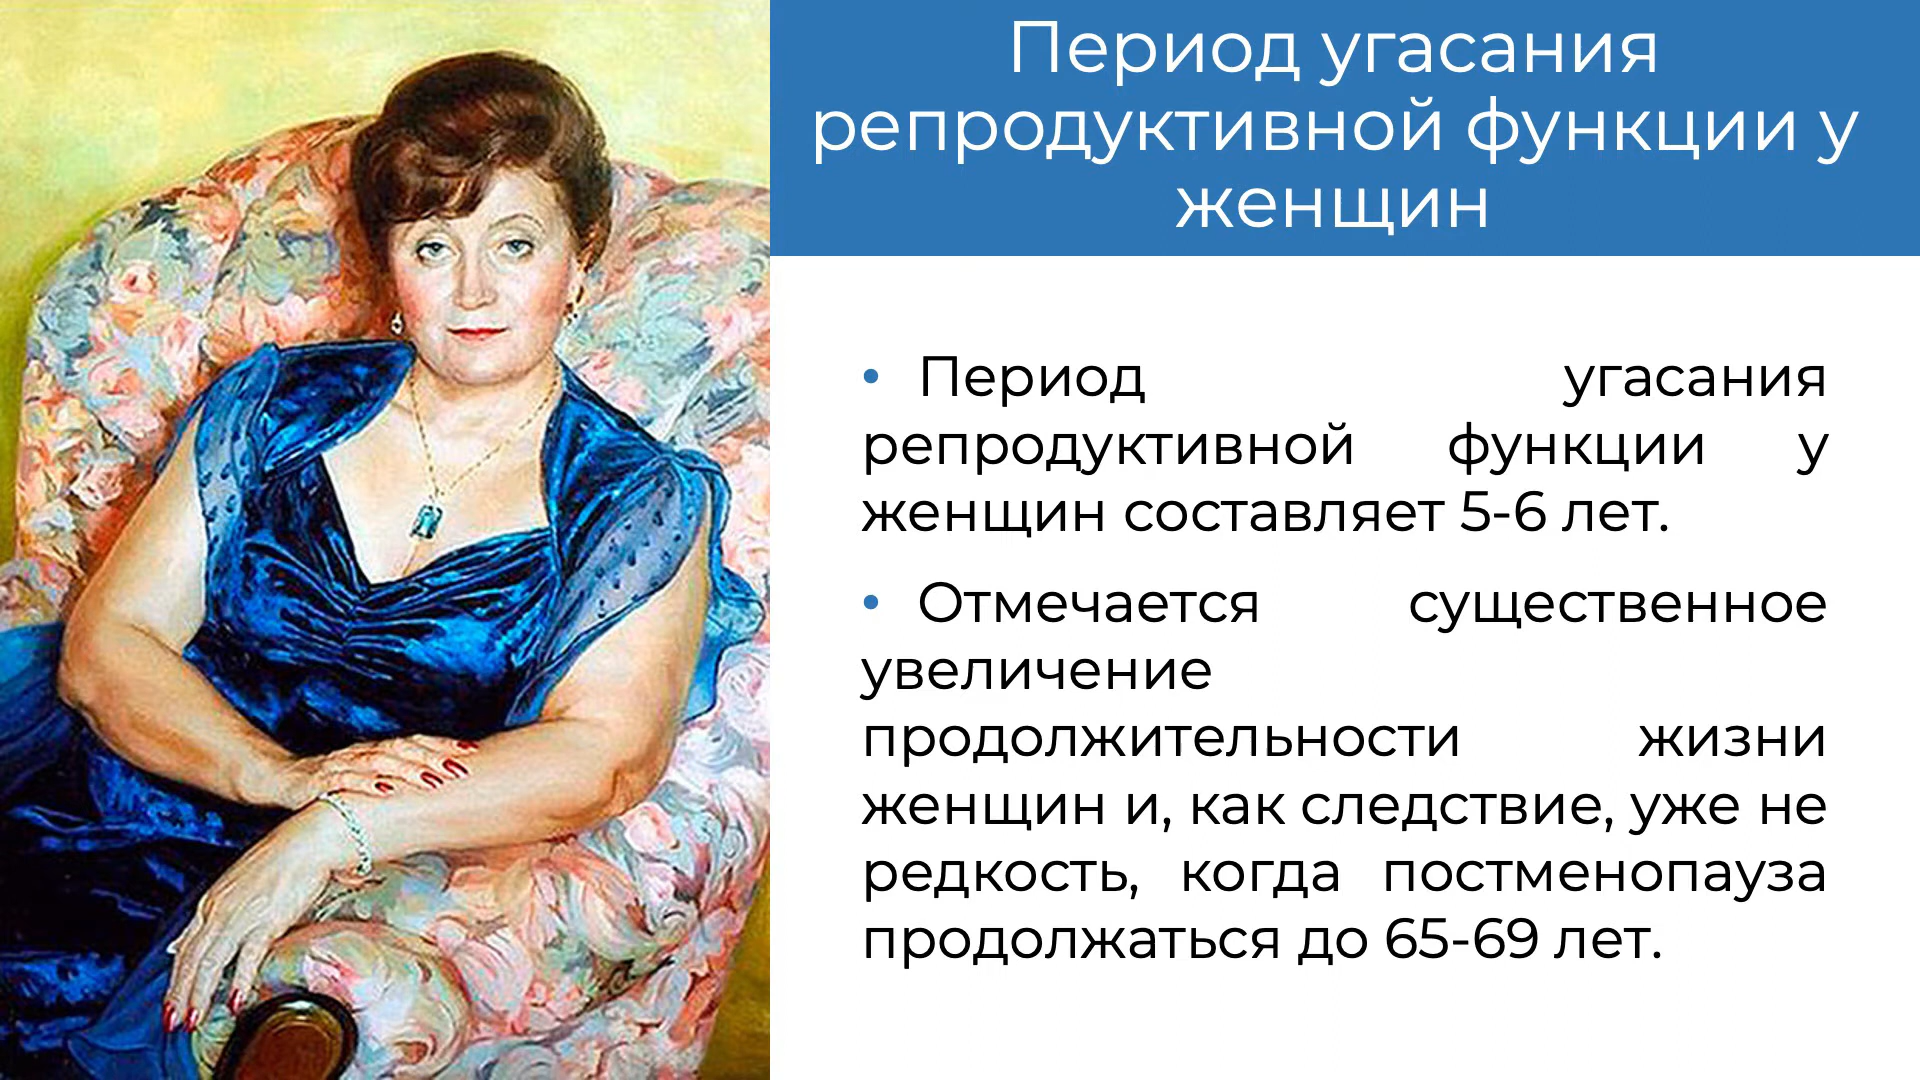 Период угасания
репродуктивной функции у
женщин
• Период угасания
репродуктивной функции у
женщин составляет 5-6 лет.
• Отмечается существенное
увеличение
продолжительности жизни
женщин и, как следствие, уже не
редкость, когда постменопауза
продолжаться до 65-69 лет.